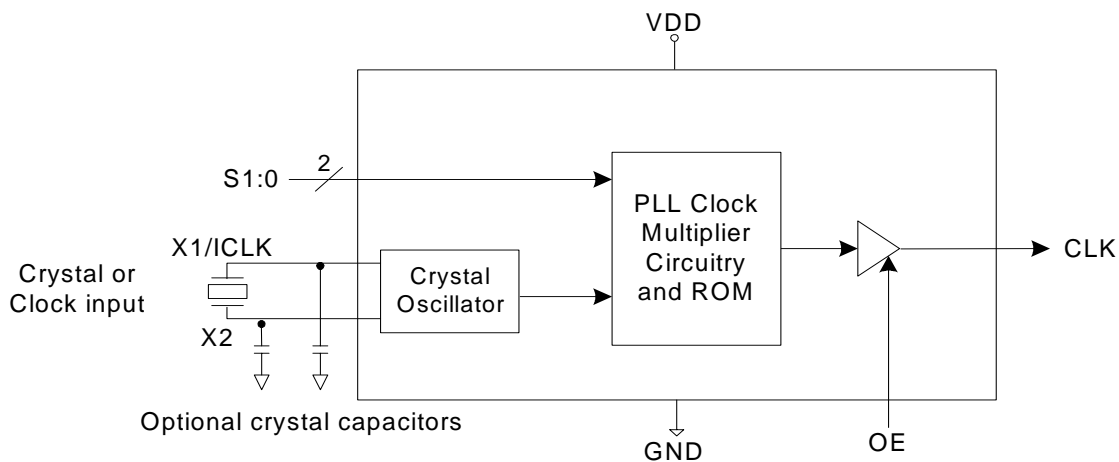 VDD
2
S1:0
PLL Clock
Multiplier
Circuitry
and ROM
X1/ICLK
CLK
Crystal or
Clock input
Crystal
Oscillator
X2
Optional crystal capacitors
GND
OE